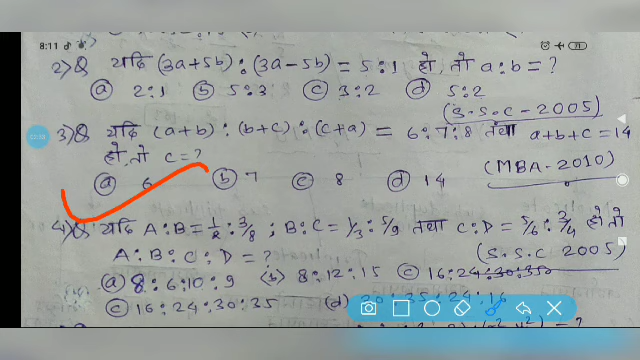 8:11
2)Q यदि (3a+5b):(3a-5b) = 5:1 हो, तो a:b=?
(a) 2:1 (b) 5:3 (c) 3:2 (d) 5:2
(S.S.C-2005)
3)Q यदि (a+b):(b+c):(c+a) = 6:7:8 तथा a+b+c=14
हो, तो c=?
(MBA-2010)
(a) 6 (b) 7 (c) 8 (d) 14
4)Q यदि A:B=1/2:3/8; B:C=1/3:5/9 तथा C:D=5/6:3/4 हो तो
A:B:C:D=?
(S.S.C 2005)
(a) 8:6:10:9 (b) 8:12:15 (c) 16:24:30:350
(c) 16:24:30:35 (d)